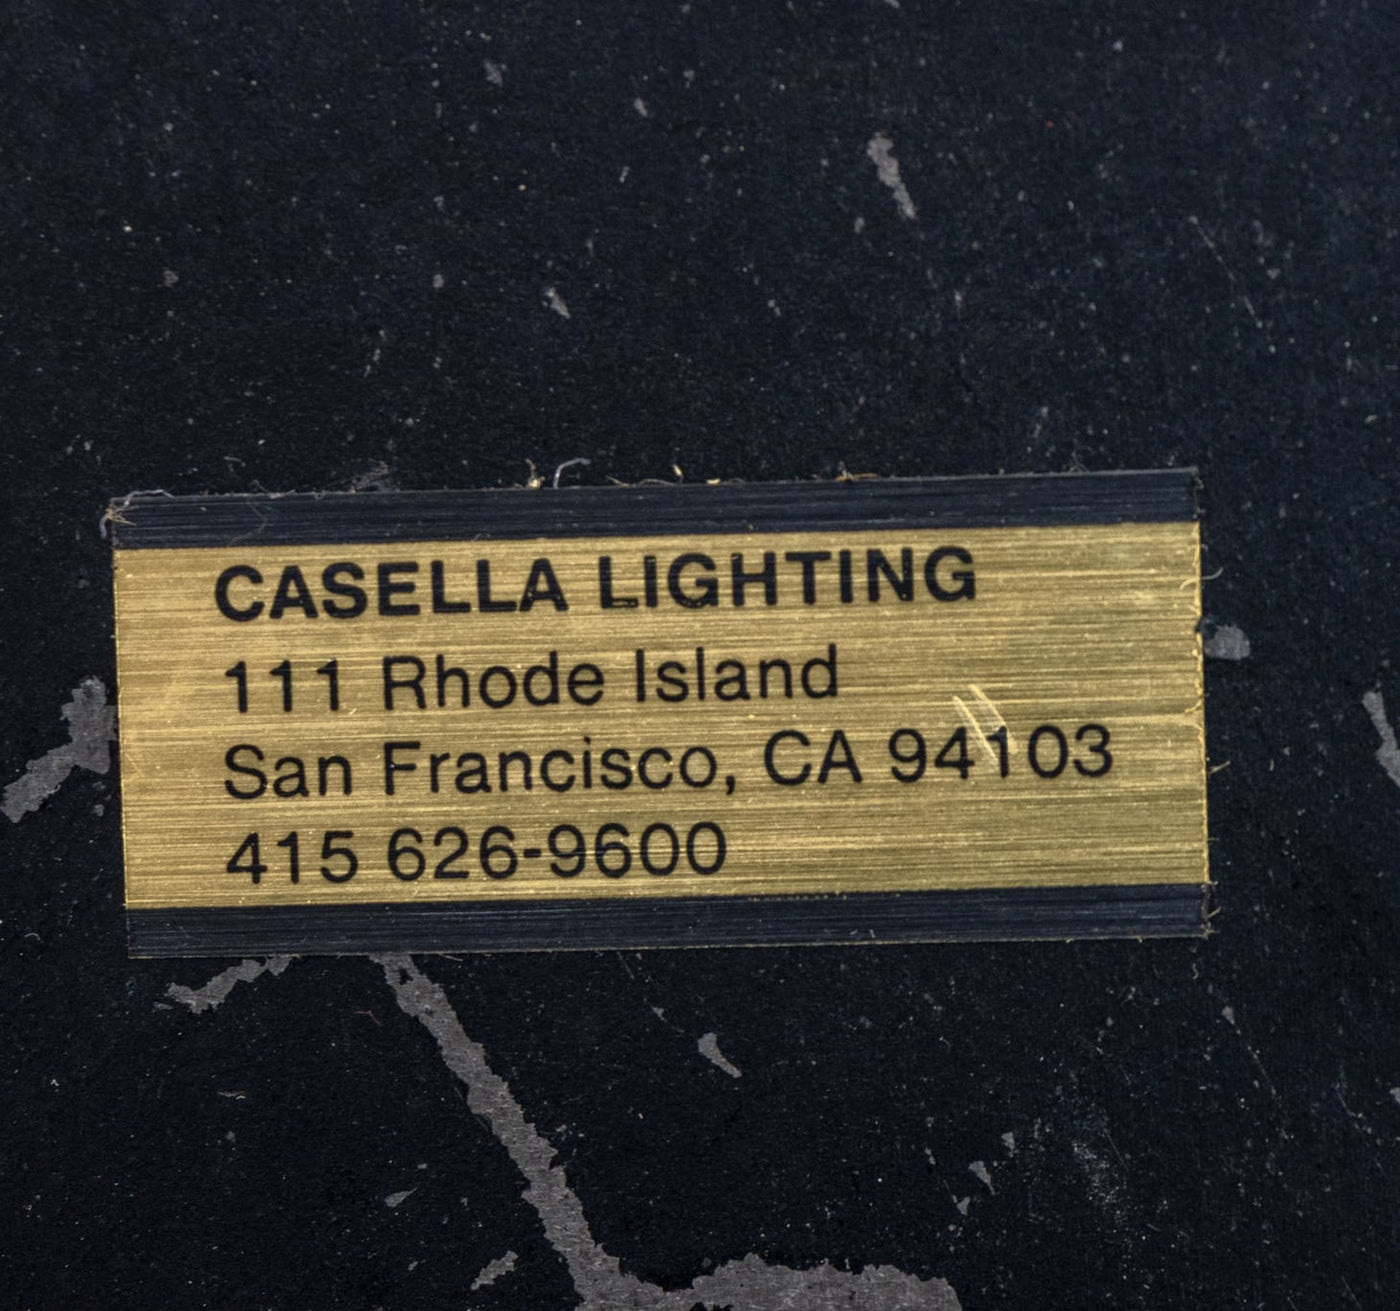 CASELLA LIGHTING
111 Rhode Island
San Francisco, CA 94103
415 626-9600